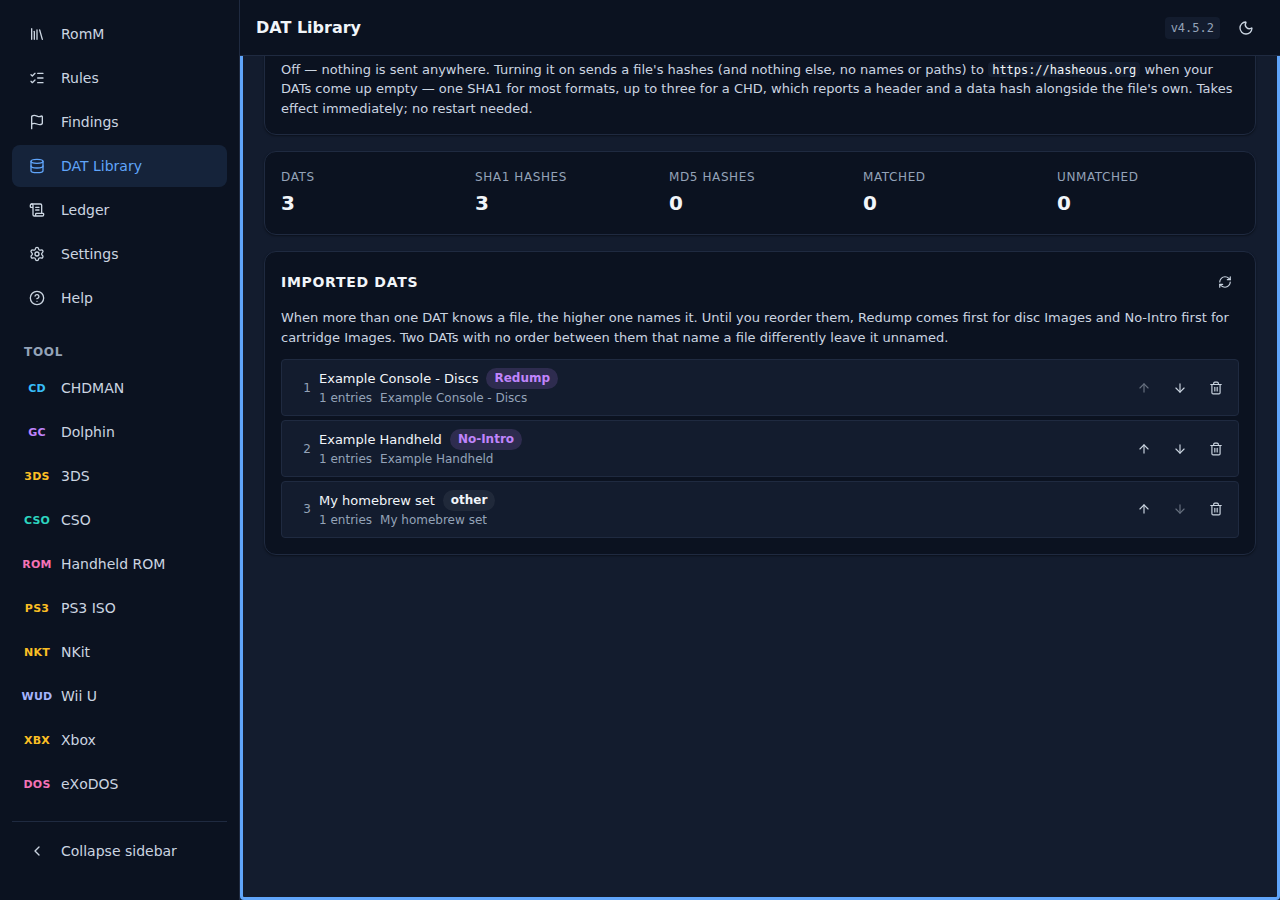 RomM
Rules
Findings
DAT Library
Ledger
Settings
Help
TOOL
CD CHDMAN
GC Dolphin
3DS 3DS
CSO CSO
ROM Handheld ROM
PS3 PS3 ISO
NKT NKit
WUD Wii U
XBX Xbox
DOS eXoDOS
Collapse sidebar
DAT Library
v4.5.2
Off — nothing is sent anywhere. Turning it on sends a file's hashes (and nothing else, no names or paths) to https://hasheous.org when your
DATs come up empty — one SHA1 for most formats, up to three for a CHD, which reports a header and a data hash alongside the file's own. Takes
effect immediately; no restart needed.
DATS SHA1 HASHES MD5 HASHES MATCHED UNMATCHED
3 3 0 0 0
IMPORTED DATS
When more than one DAT knows a file, the higher one names it. Until you reorder them, Redump comes first for disc Images and No-Intro first for
cartridge Images. Two DATs with no order between them that name a file differently leave it unnamed.
1 Example Console - Discs Redump
1 entries Example Console - Discs
2 Example Handheld No-Intro
1 entries Example Handheld
3 My homebrew set other
1 entries My homebrew set